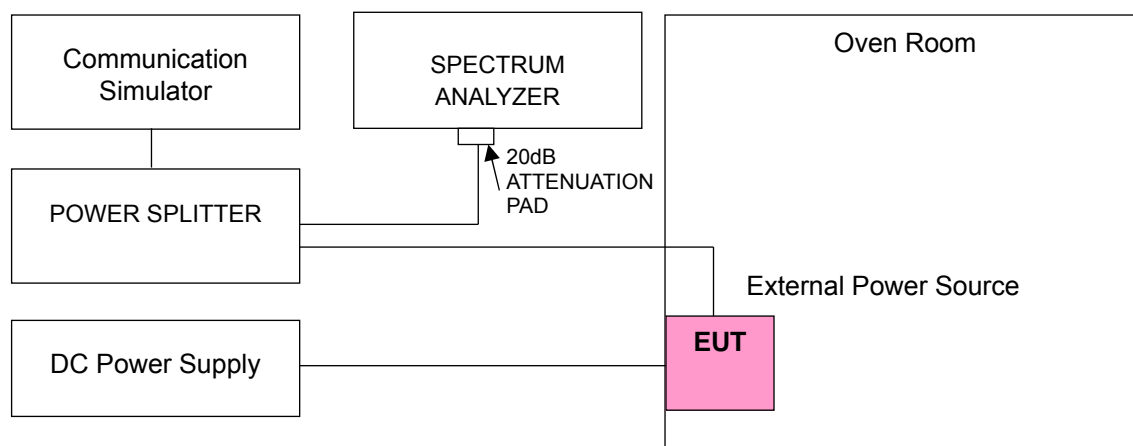 Communication
Simulator
SPECTRUM
ANALYZER
Oven Room
20dB
ATTENUATION
PAD
POWER SPLITTER
External Power Source
EUT
DC Power Supply